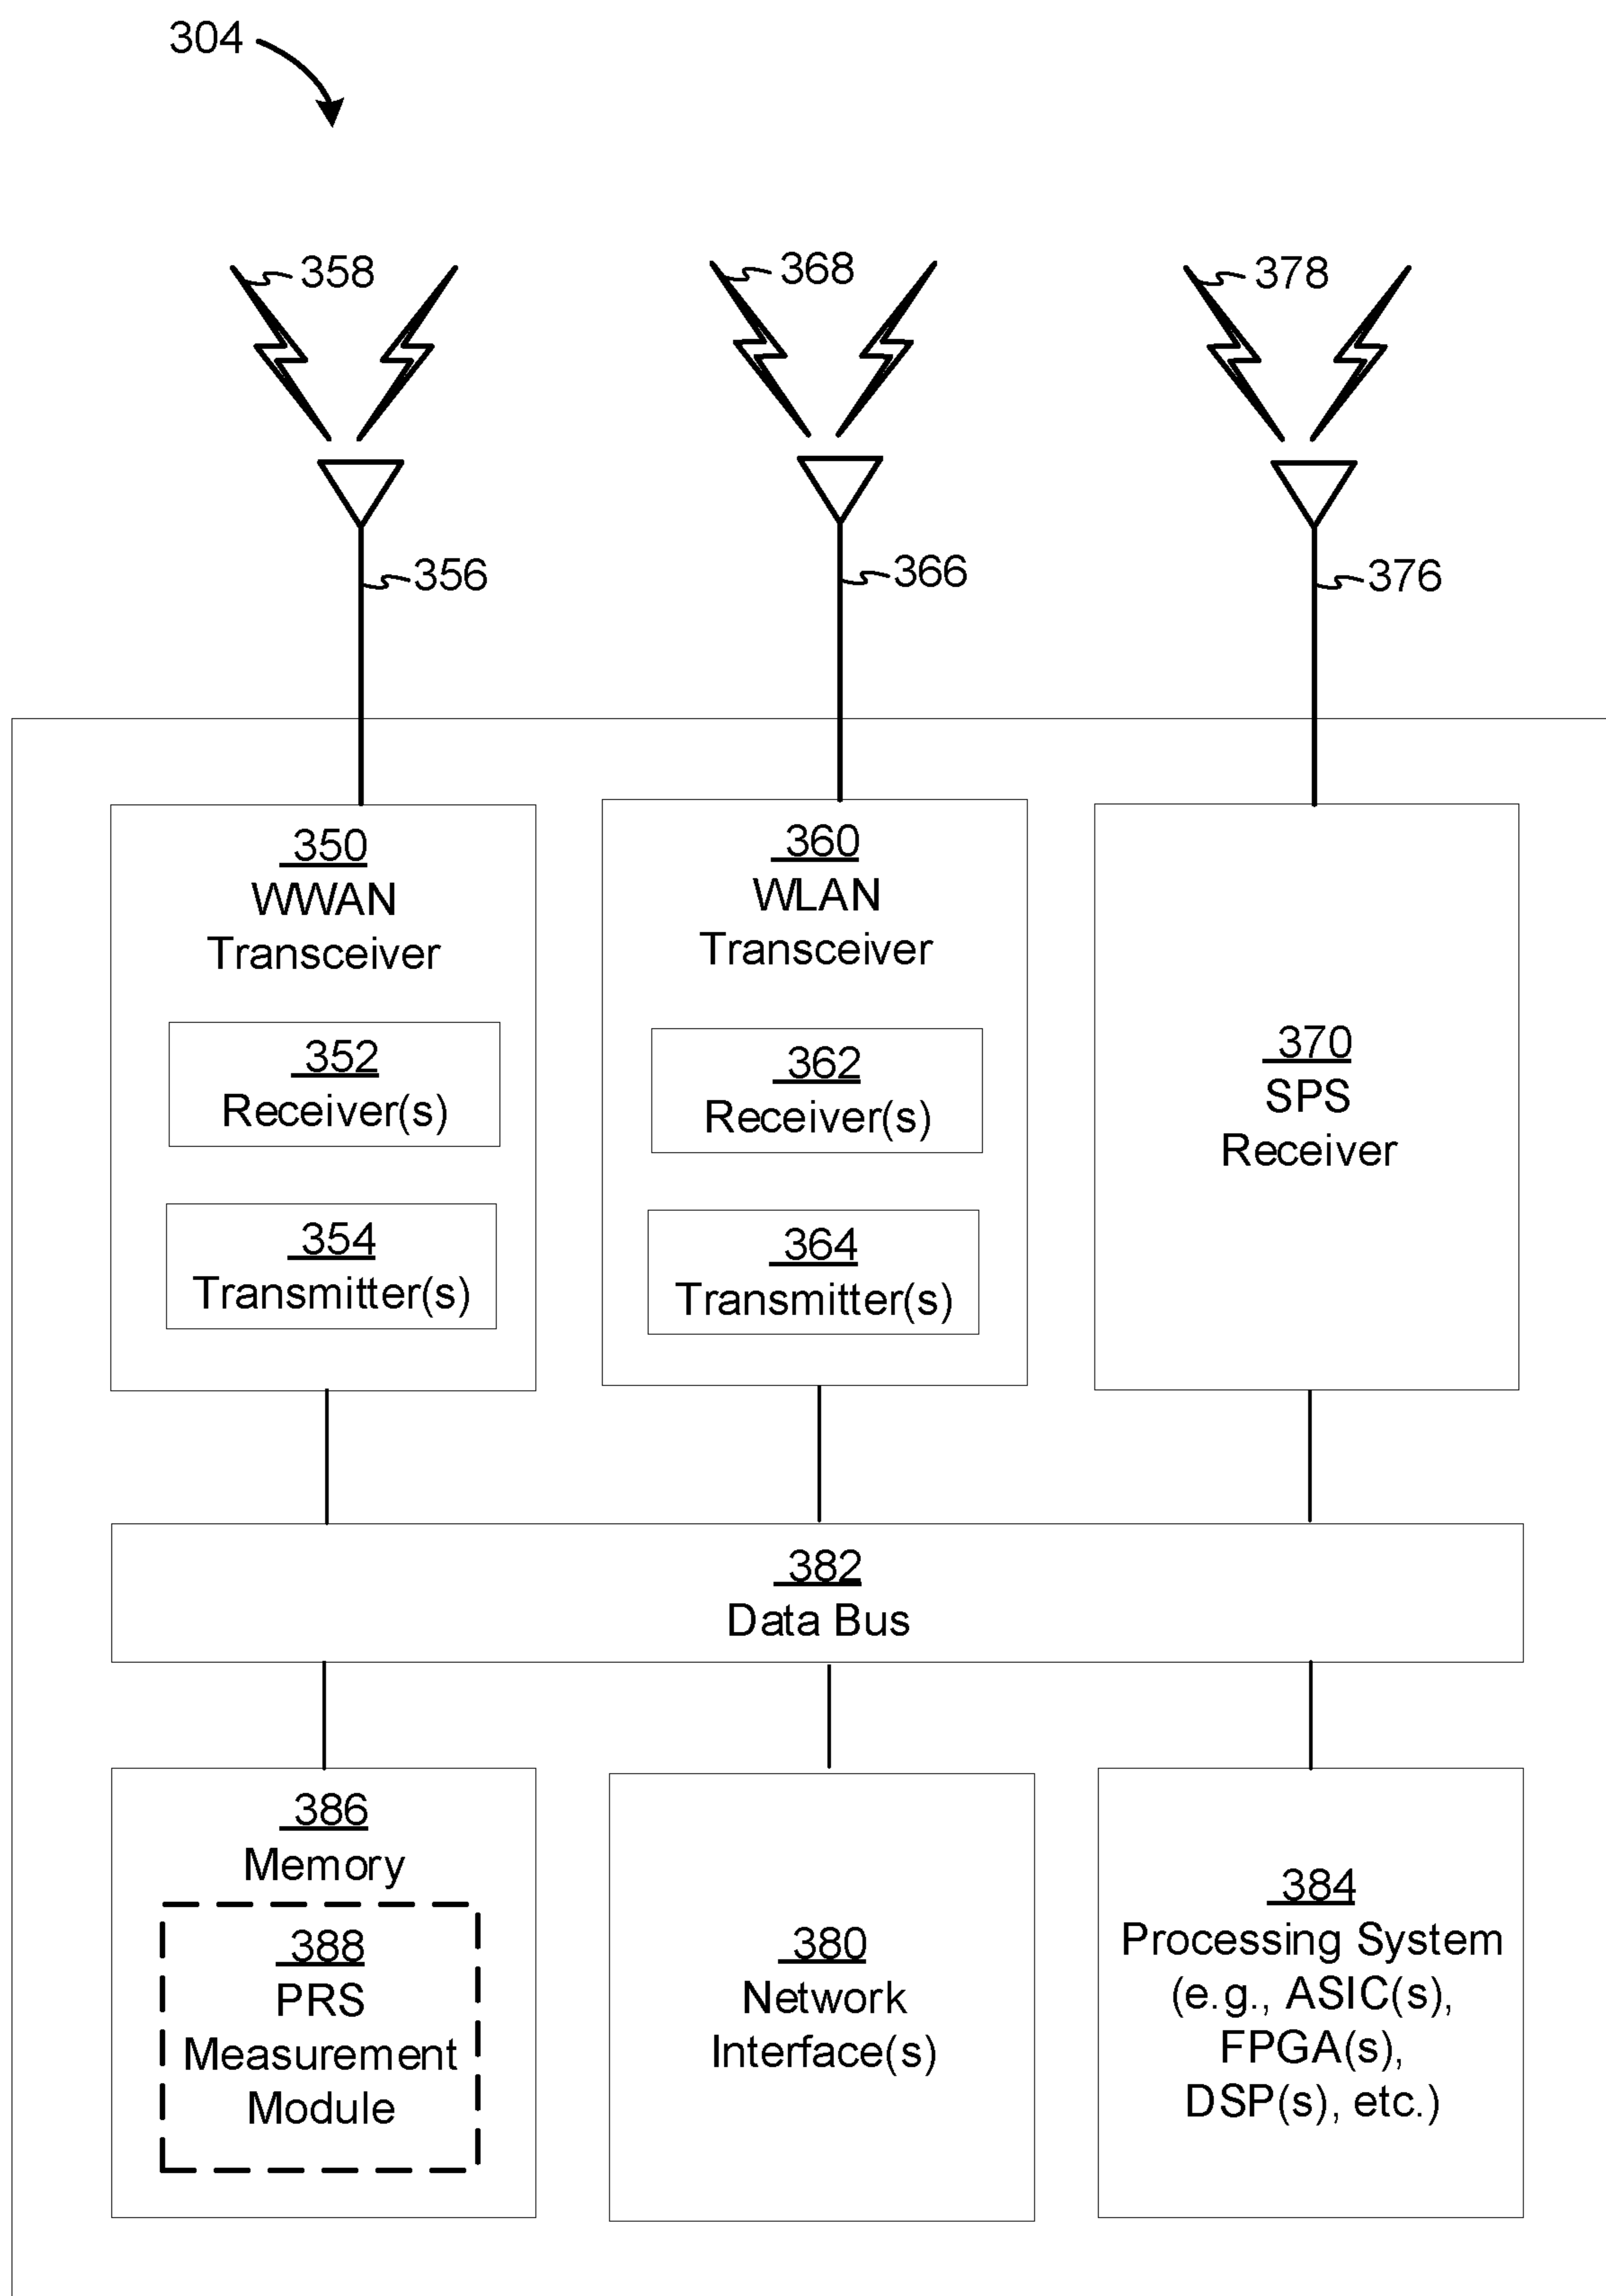 304
358
368
378
356
366
376
350
WWAN
Transceiver
352
Receiver(s)
354
Transmitter(s)
360
WLAN
Transceiver
362
Receiver(s)
364
Transmitter(s)
370
SPS
Receiver
382
Data Bus
386
Memory
388
PRS
Measurement
Module
380
Network
Interface(s)
384
Processing System
(e.g., ASIC(s),
FPGA(s),
DSP(s), etc.)